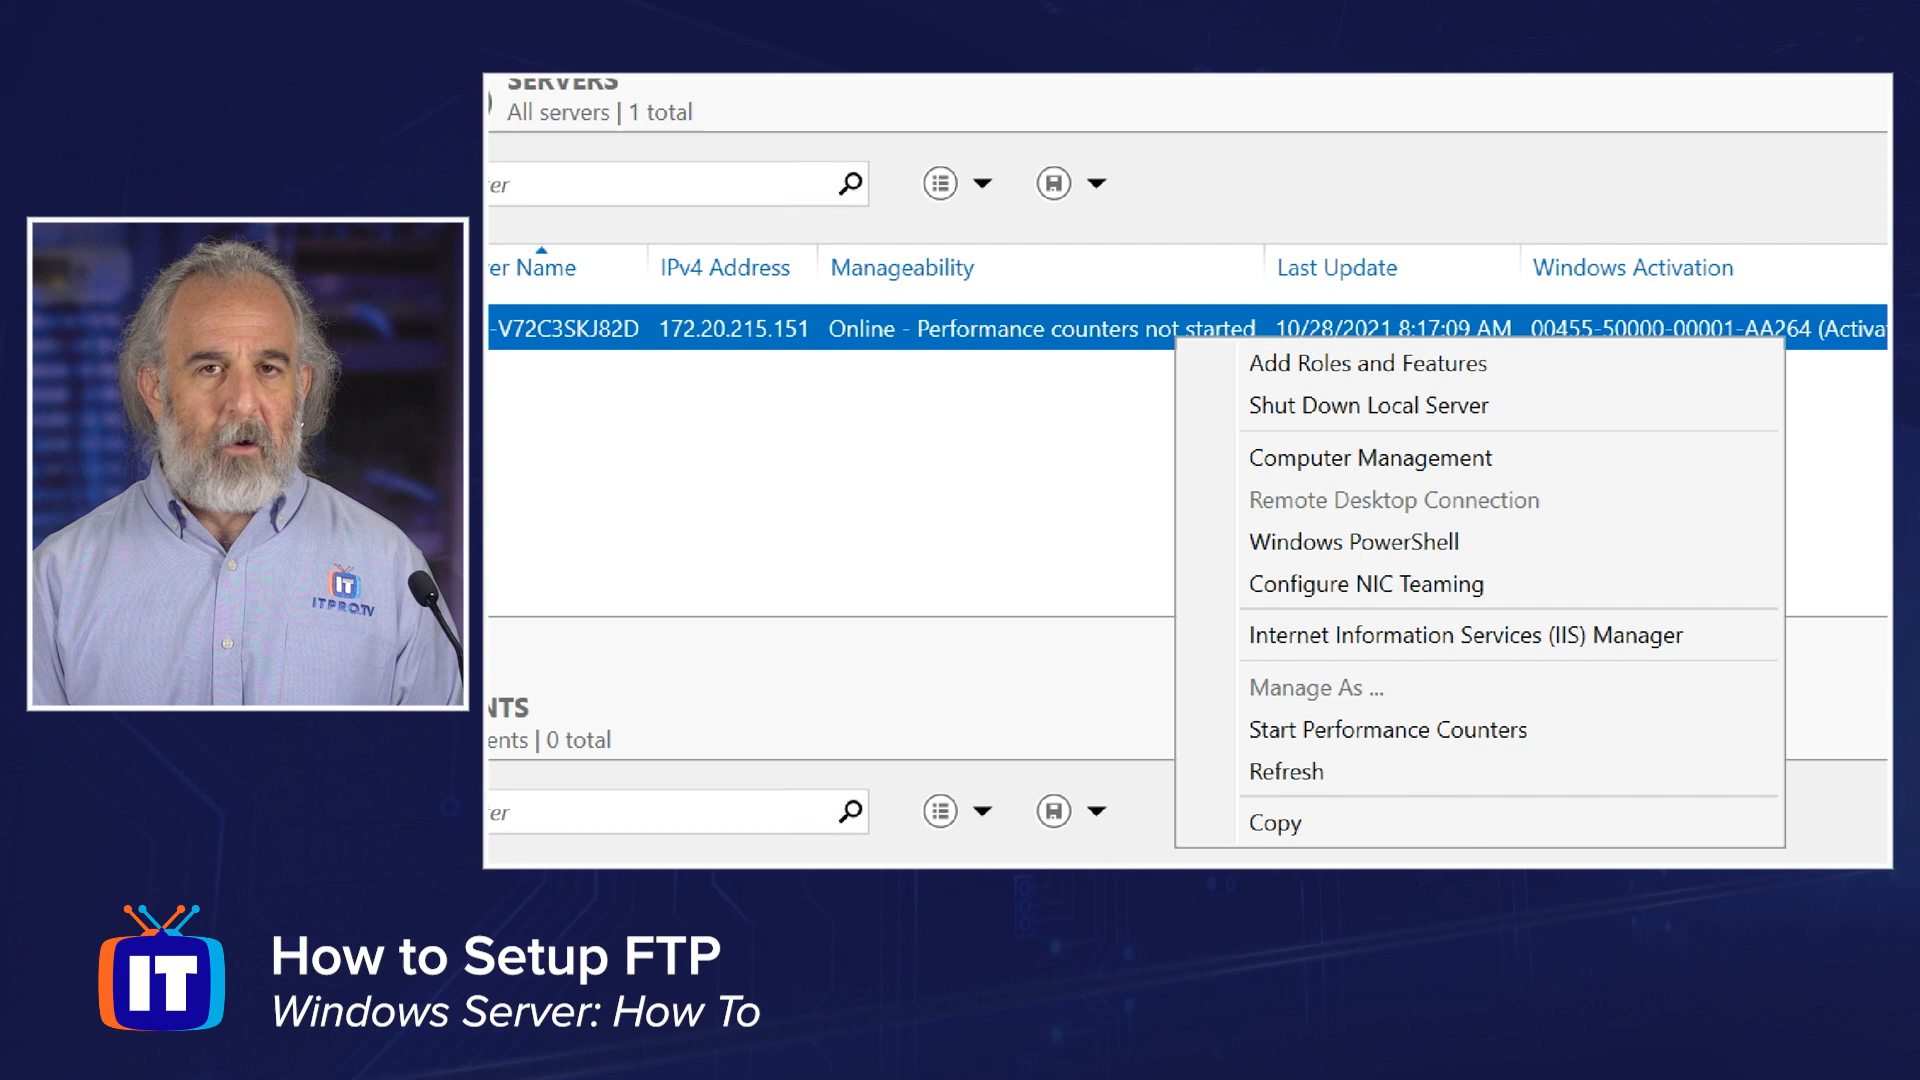 SERVERS
All servers | 1 total
er
er Name
IPv4 Address
Manageability
Last Update
Windows Activation
-V72C3SKJ82D
172.20.215.151
Online - Performance counters not started
10/28/2021 8:17:09 AM
00455-50000-00001-AA264 (Activa
Add Roles and Features
Shut Down Local Server
Computer Management
Remote Desktop Connection
Windows PowerShell
Configure NIC Teaming
Internet Information Services (IIS) Manager
Manage As ...
Start Performance Counters
Refresh
Copy
NTS
ents | 0 total
er
IT
ITPRO.TV
IT
How to Setup FTP
Windows Server: How To